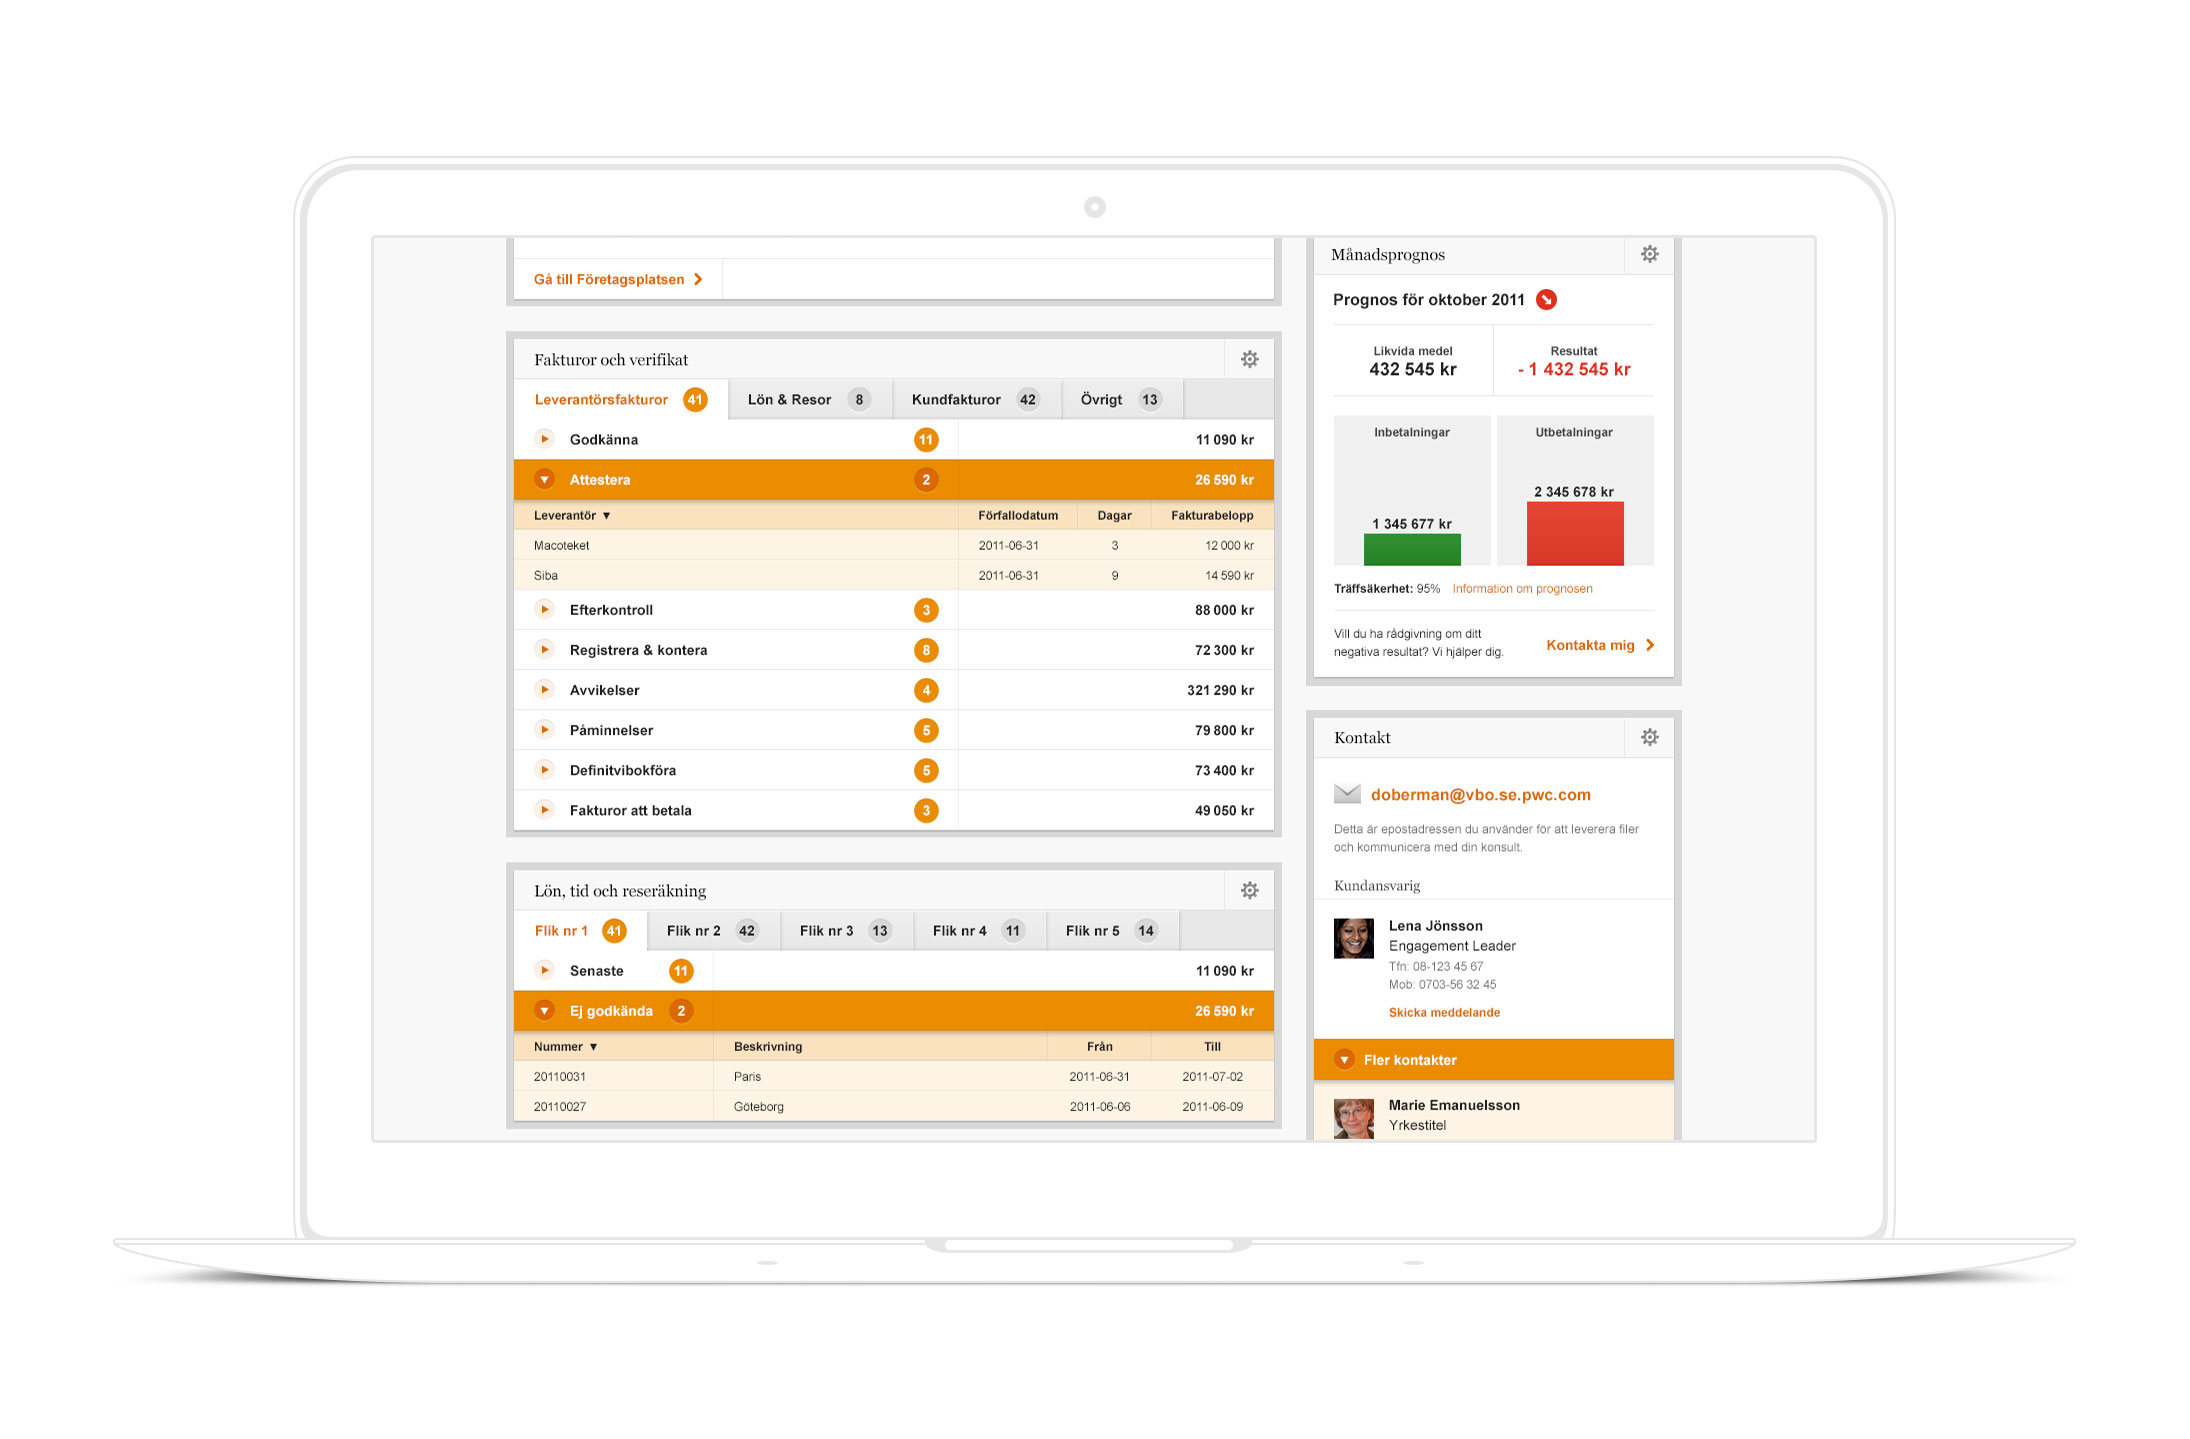 Gå till Företagsplatsen
Fakturor och verifikat
Leverantörsfakturor 41 Lön & Resor 8 Kundfakturor 42 Övrigt 13
Godkänna 11 11 090 kr
Attestera 2 26 590 kr
Leverantör ▼ Förfallodatum Dagar Fakturabelopp
Macoteket 2011-06-31 3 12 000 kr
Siba 2011-06-31 9 14 590 kr
Efterkontroll 3 88 000 kr
Registrera & kontera 8 72 300 kr
Avvikelser 4 321 290 kr
Påminnelser 5 79 800 kr
Definitvibokföra 5 73 400 kr
Fakturor att betala 3 49 050 kr
Lön, tid och reseräkning
Flik nr 1 41 Flik nr 2 42 Flik nr 3 13 Flik nr 4 11 Flik nr 5 14
Senaste 11 11 090 kr
Ej godkända 2 26 590 kr
Nummer ▼ Beskrivning Från Till
20110031 Paris 2011-06-31 2011-07-02
20110027 Göteborg 2011-06-06 2011-06-09
Månadsprognos
Prognos för oktober 2011
Likvida medel Resultat
432 545 kr - 1 432 545 kr
Inbetalningar Utbetalningar
2 345 678 kr
1 345 677 kr
Träffsäkerhet: 95% Information om prognosen
Vill du ha rådgivning om ditt
negativa resultat? Vi hjälper dig.
Kontakta mig
Kontakt
doberman@vbo.se.pwc.com
Detta är epostadressen du använder för att leverera filer
och kommunicera med din konsult.
Kundansvarig
Lena Jönsson
Engagement Leader
Tfn: 08-123 45 67
Mob: 0703-56 32 45
Skicka meddelande
Fler kontakter
Marie Emanuelsson
Yrkestitel